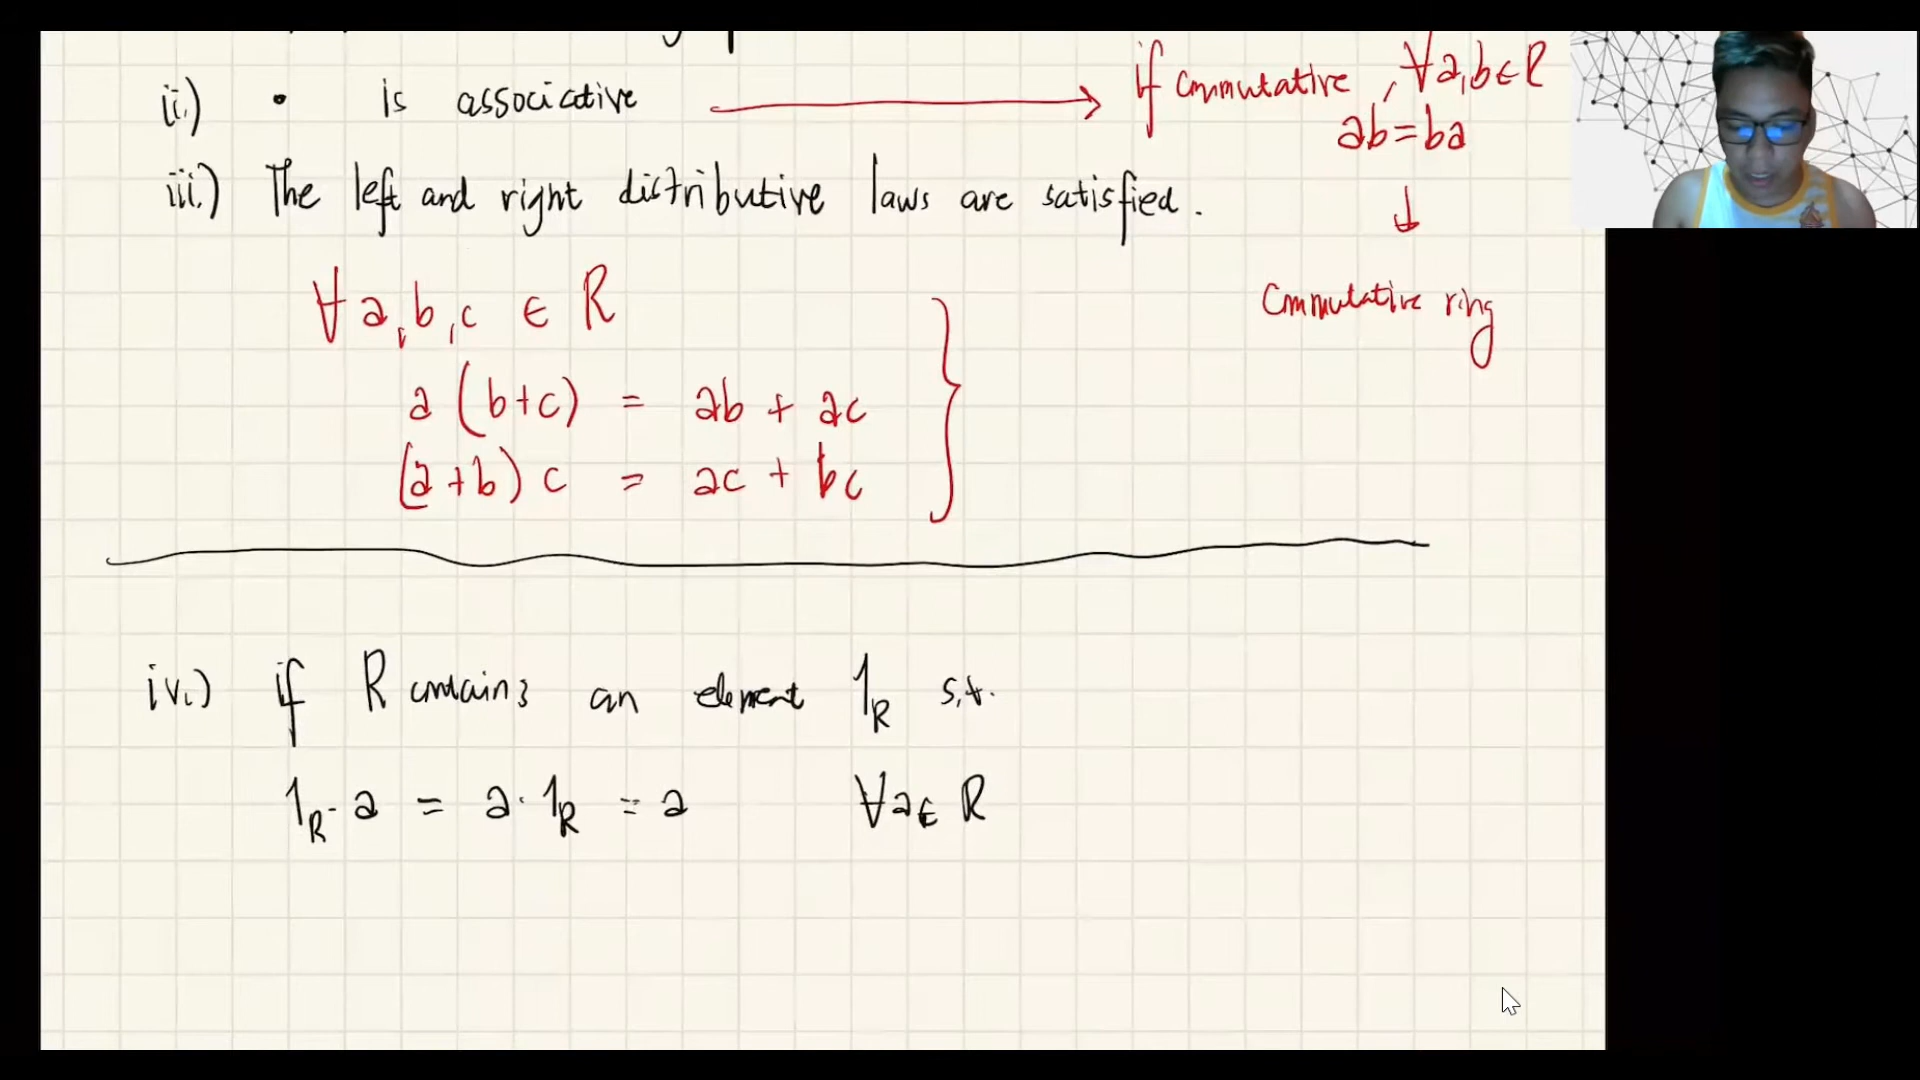 ii.) • is associative → if commutative, ∀a,b∈R
ab=ba
↓
iii.) The left and right distributive laws are satisfied.
commutative ring
∀ a,b,c ∈ R
a (b+c) = ab + ac
(a+b) c = ac + bc
iv.) if R contains an element 1_R s.t.
1_R · a = a · 1_R = a ∀a∈ R